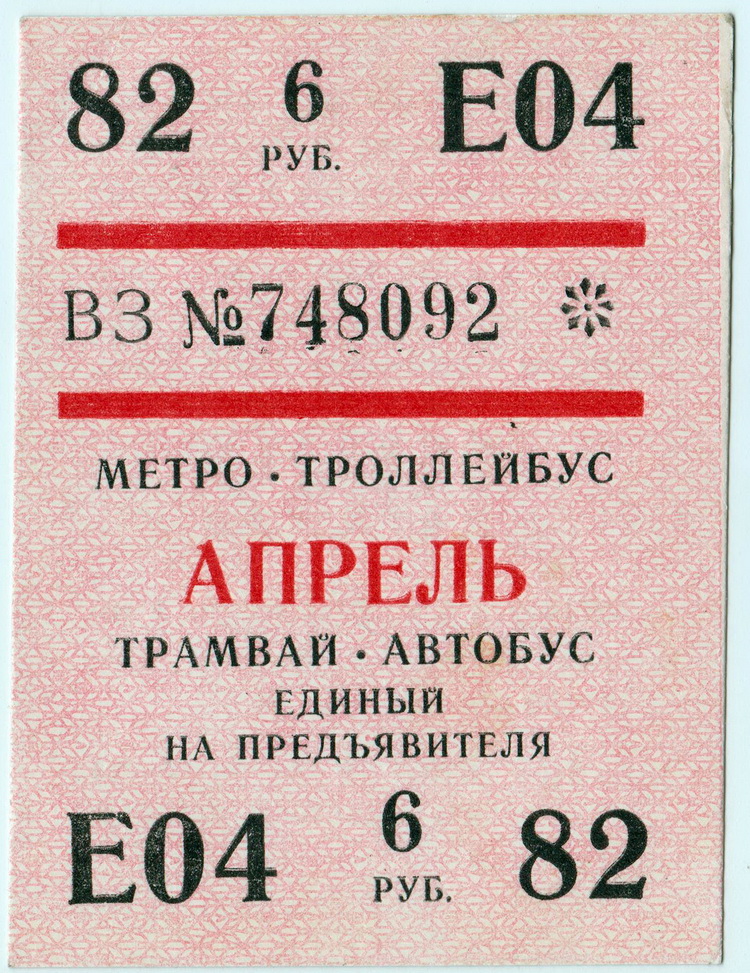 82 6 РУБ. Е04
ВЗ №748092
МЕТРО · ТРОЛЛЕЙБУС
АПРЕЛЬ
ТРАМВАЙ · АВТОБУС
ЕДИНЫЙ
НА ПРЕДЪЯВИТЕЛЯ
Е04 6 РУБ. 82